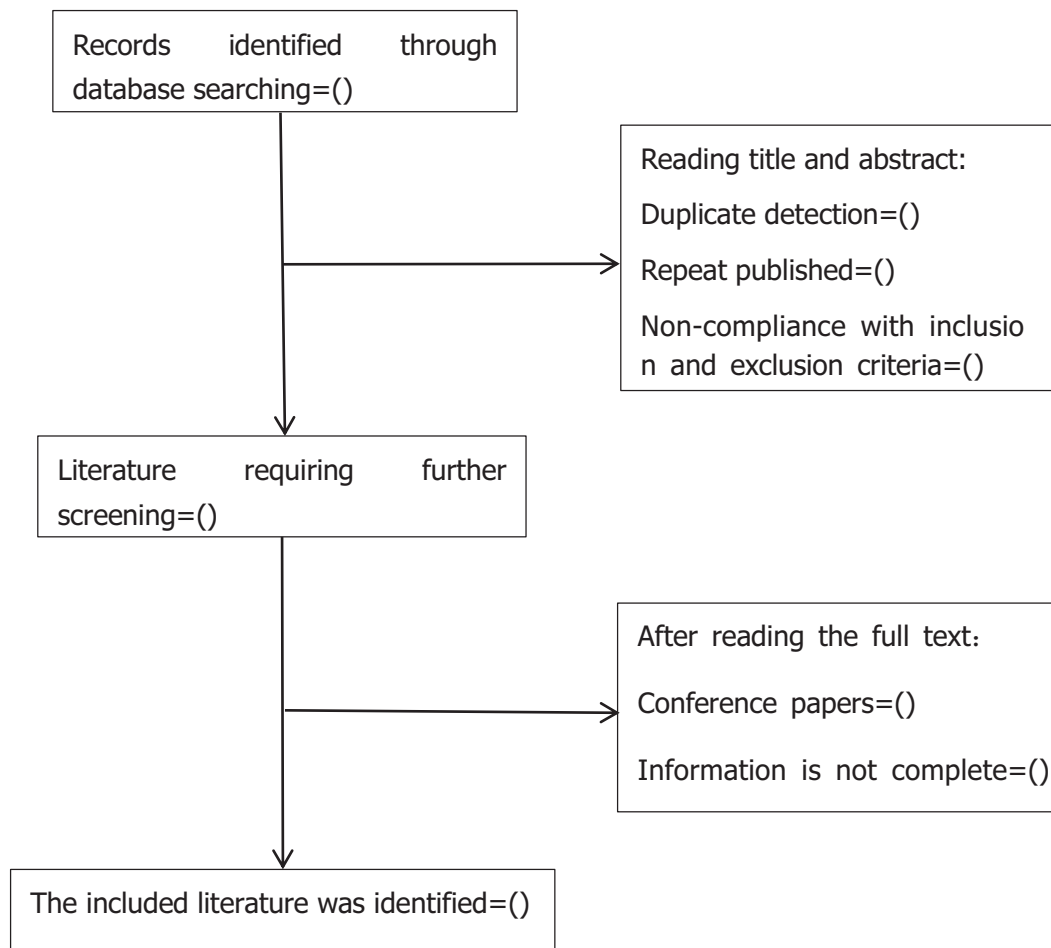 Records identified through
database searching=()
Reading title and abstract:
Duplicate detection=()
Repeat published=()
Non-compliance with inclusio
n and exclusion criteria=()
Literature requiring further
screening=()
After reading the full text：
Conference papers=()
Information is not complete=()
The included literature was identified=()